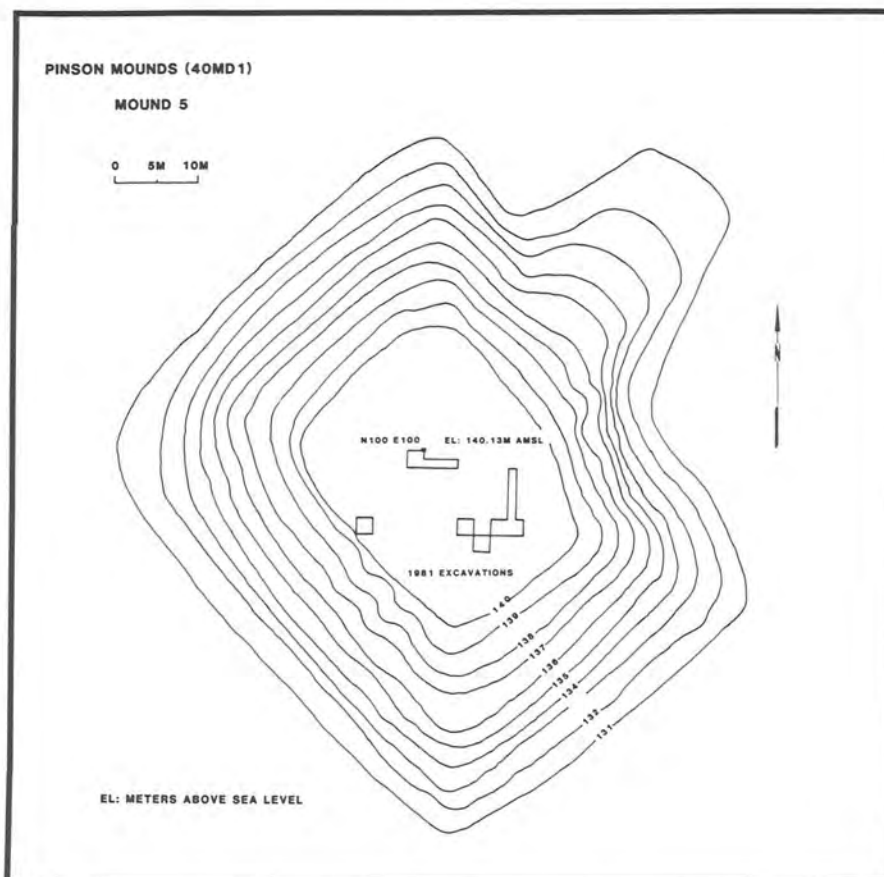 PINSON MOUNDS (40MD1)
MOUND 5
0 5M 10M
N
N100 E100 EL: 140.13M AMSL
1981 EXCAVATIONS
140
139
138
137
136
135
134
132
131
EL: METERS ABOVE SEA LEVEL